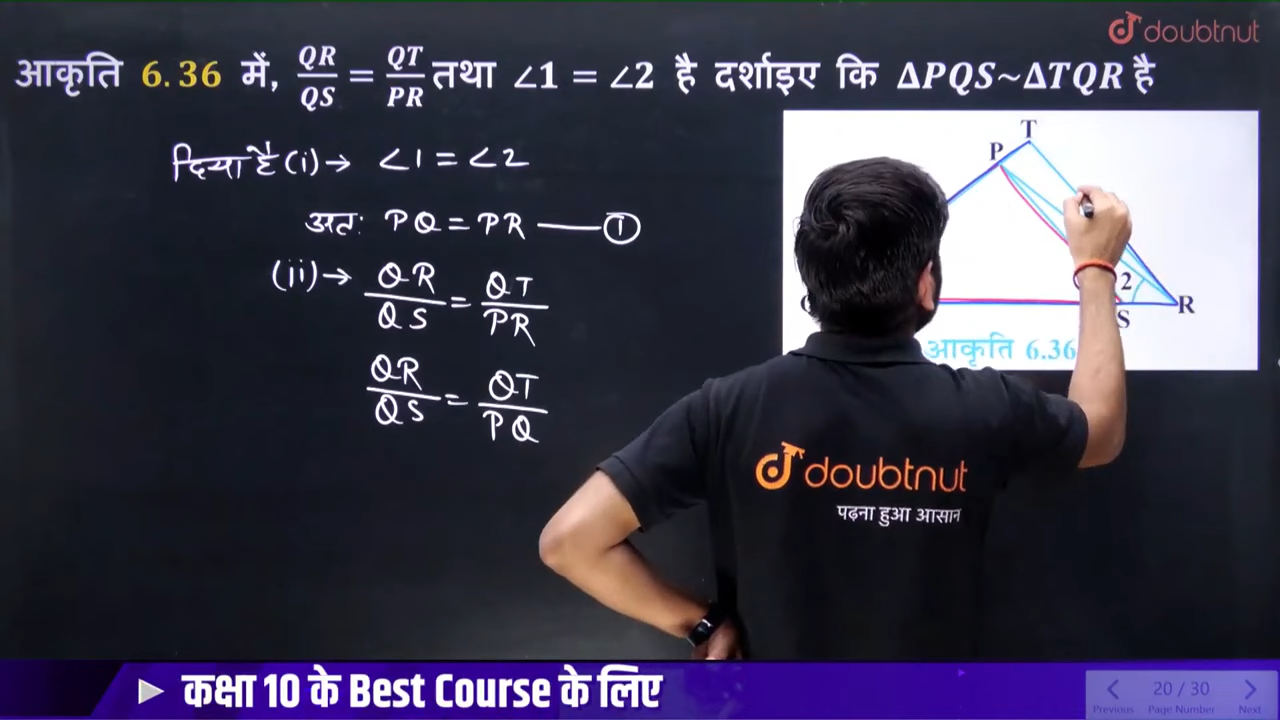 doubtnut
आकृति 6.36 में, QR/QS = QT/PR तथा ∠1 = ∠2 है दर्शाइए कि ΔPQS~ΔTQR है
दिया है (i) → ∠1 = ∠2
अतः PQ = PR —— ①
(ii) → QR/QS = QT/PR
QR/QS = QT/PQ
T
P
2
S
R
आकृति 6.36
doubtnut
पढ़ना हुआ आसान
कक्षा 10 के Best Course के लिए
20 / 30
Previous Page Number Next